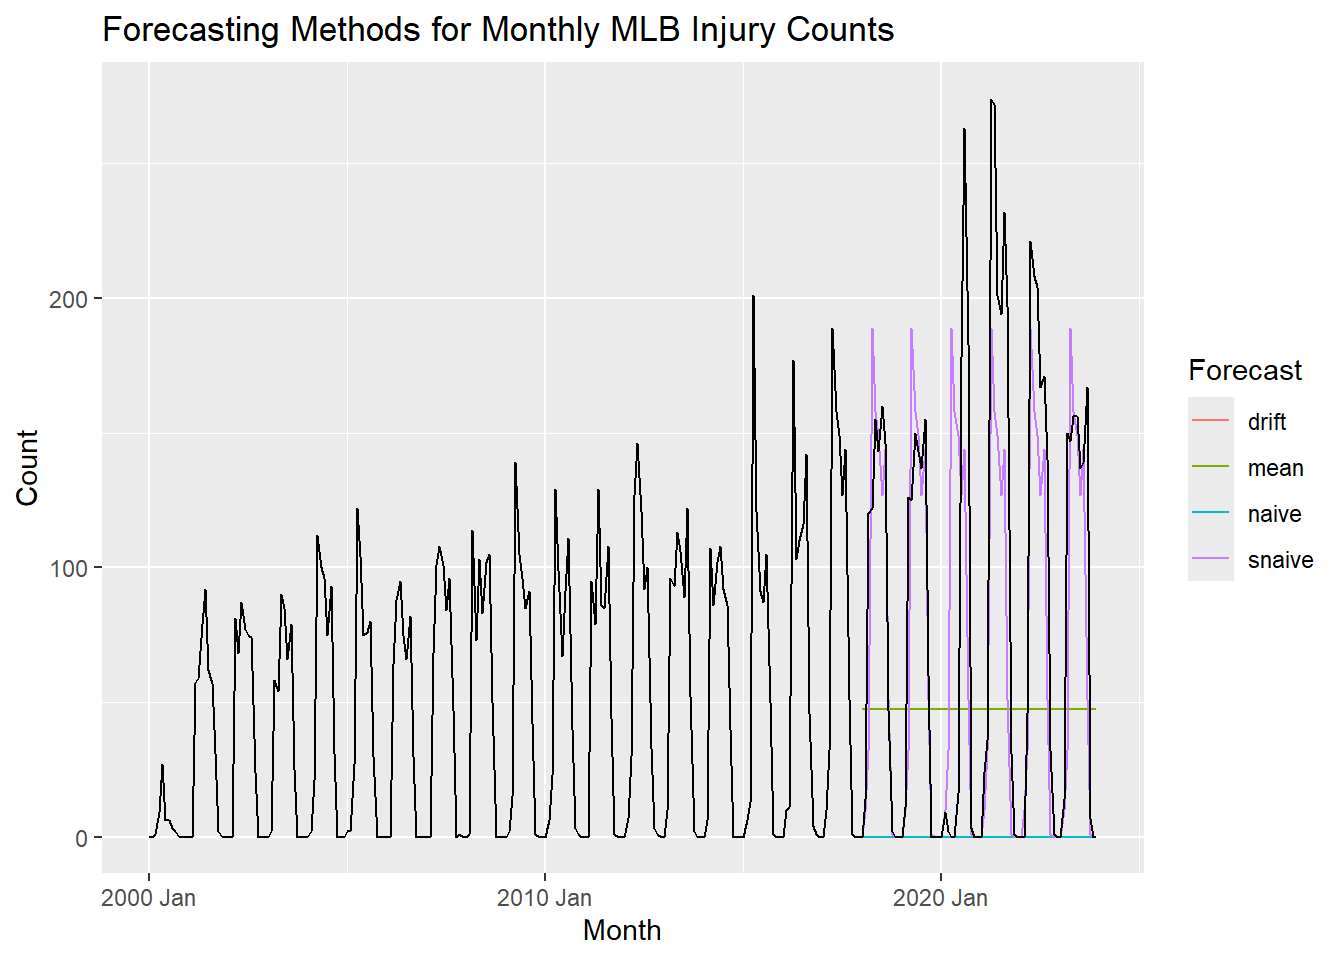 Forecasting Methods for Monthly MLB Injury Counts
Count
200
100
0
2000 Jan
2010 Jan
2020 Jan
Month
Forecast
drift
mean
naive
snaive